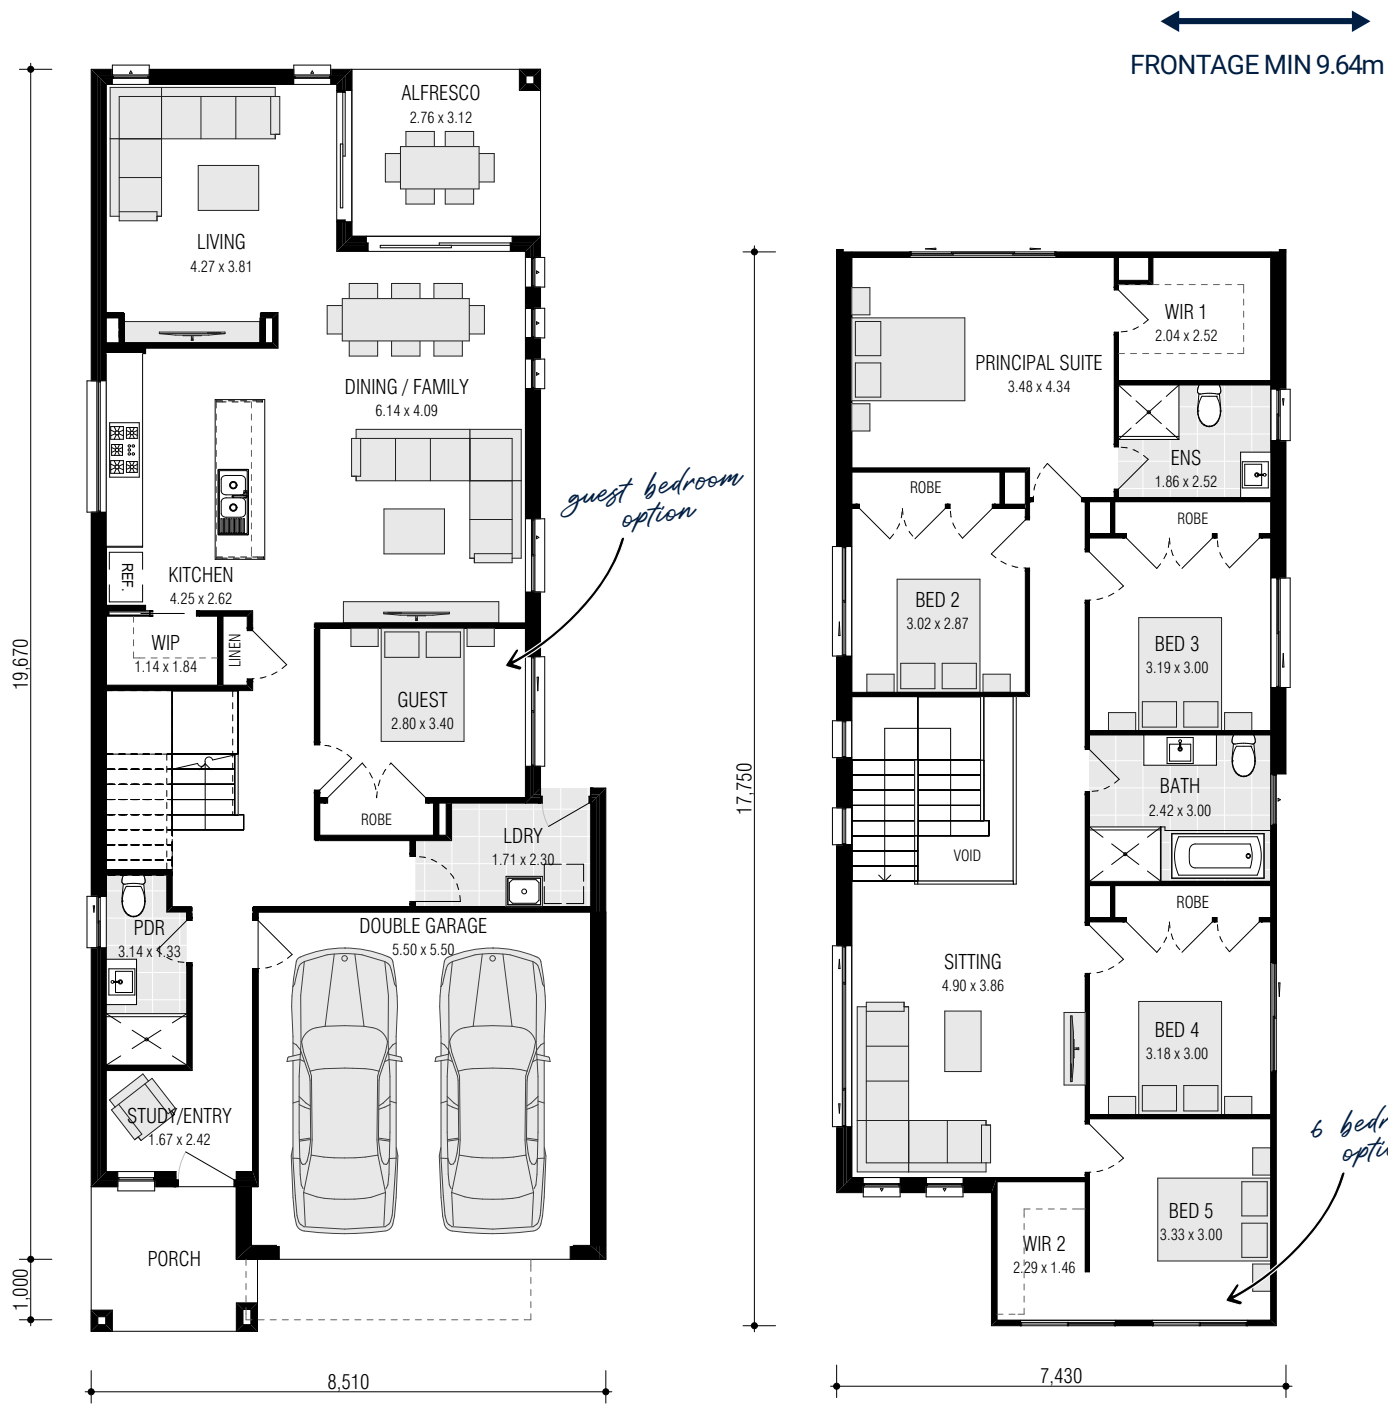 FRONTAGE MIN 9.64m
ALFRESCO
2.76 x 3.12
LIVING
4.27 x 3.81
DINING / FAMILY
6.14 x 4.09
guest bedroom
option
REF.
KITCHEN
4.25 x 2.62
WIP
1.14 x 1.84
LINEN
GUEST
2.80 x 3.40
ROBE
LDRY
1.71 x 2.30
PDR
3.14 x 1.33
DOUBLE GARAGE
5.50 x 5.50
STUDY/ENTRY
1.67 x 2.42
PORCH
19,670
1,000
8,510
WIR 1
2.04 x 2.52
PRINCIPAL SUITE
3.48 x 4.34
ENS
1.86 x 2.52
ROBE
ROBE
BED 2
3.02 x 2.87
BED 3
3.19 x 3.00
BATH
2.42 x 3.00
VOID
ROBE
SITTING
4.90 x 3.86
BED 4
3.18 x 3.00
6
BED 5
3.33 x 3.00
WIR 2
2.29 x 1.46
17,750
7,430